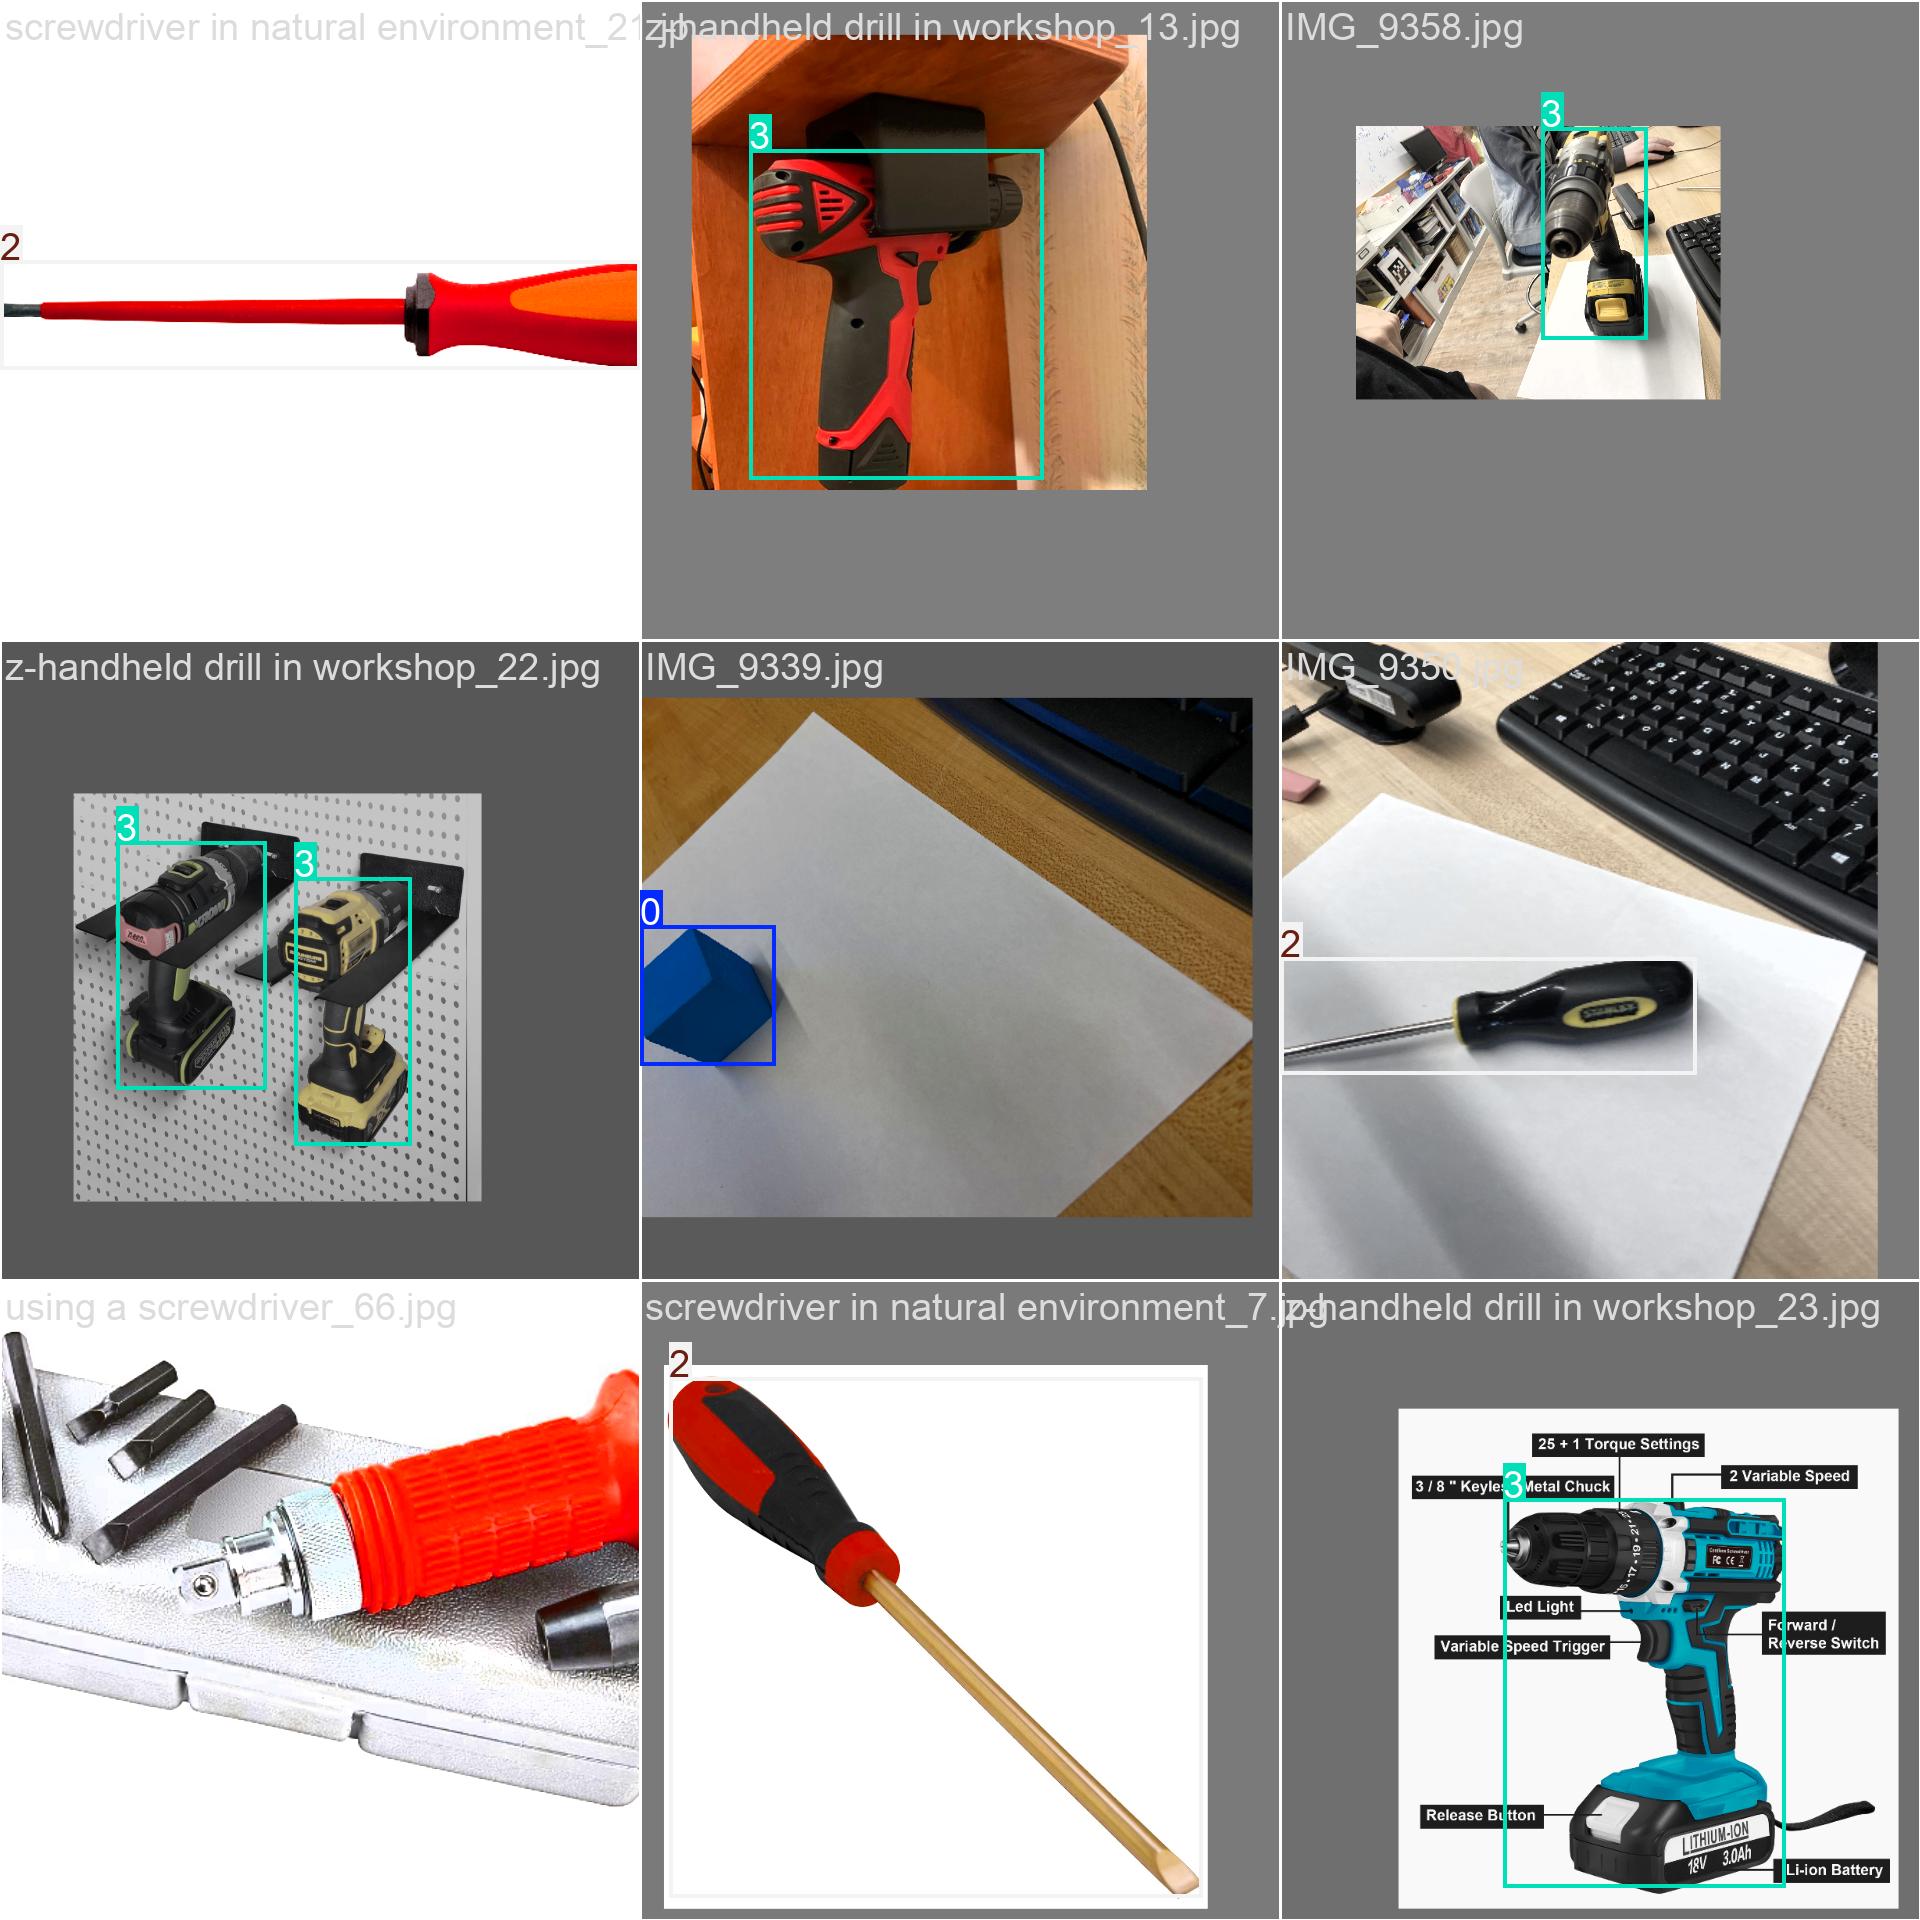 screwdriver in natural environment_21.jp
z-handheld drill in workshop_13.jpg
IMG_9358.jpg
2
3
3
z-handheld drill in workshop_22.jpg
IMG_9339.jpg
IMG_9350.jpg
3
3
0
2
STANLEY
using a screwdriver_66.jpg
screwdriver in natural environment_7.jpg
z-handheld drill in workshop_23.jpg
2
25 + 1 Torque Settings
2 Variable Speed
3 / 8 " Keyless Metal Chuck
3
Led Light
Forward /
Reverse Switch
Variable Speed Trigger
Release Button
LITHIUM-ION
18V 3.0Ah
Li-ion Battery